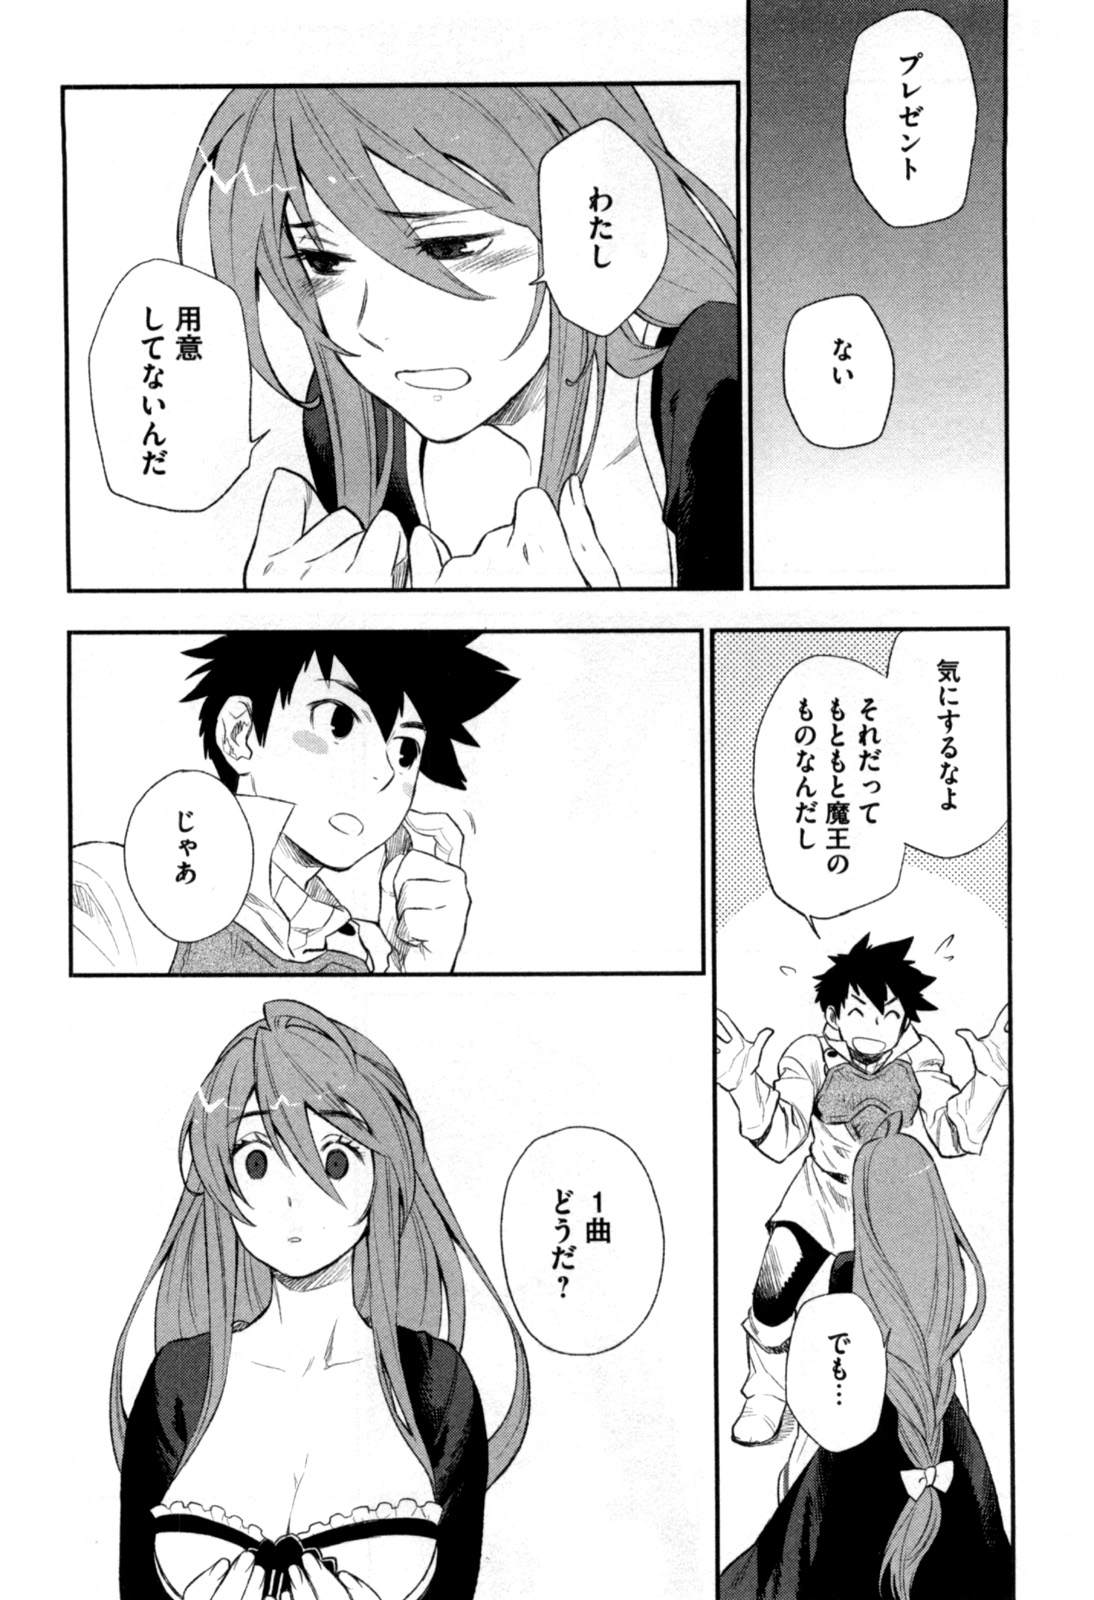 プレゼント
ない
わたし
用意
してないんだ
気にするなよ
それだって
もともと魔王の
ものなんだし
でも…
じゃあ
1曲
どうだ？